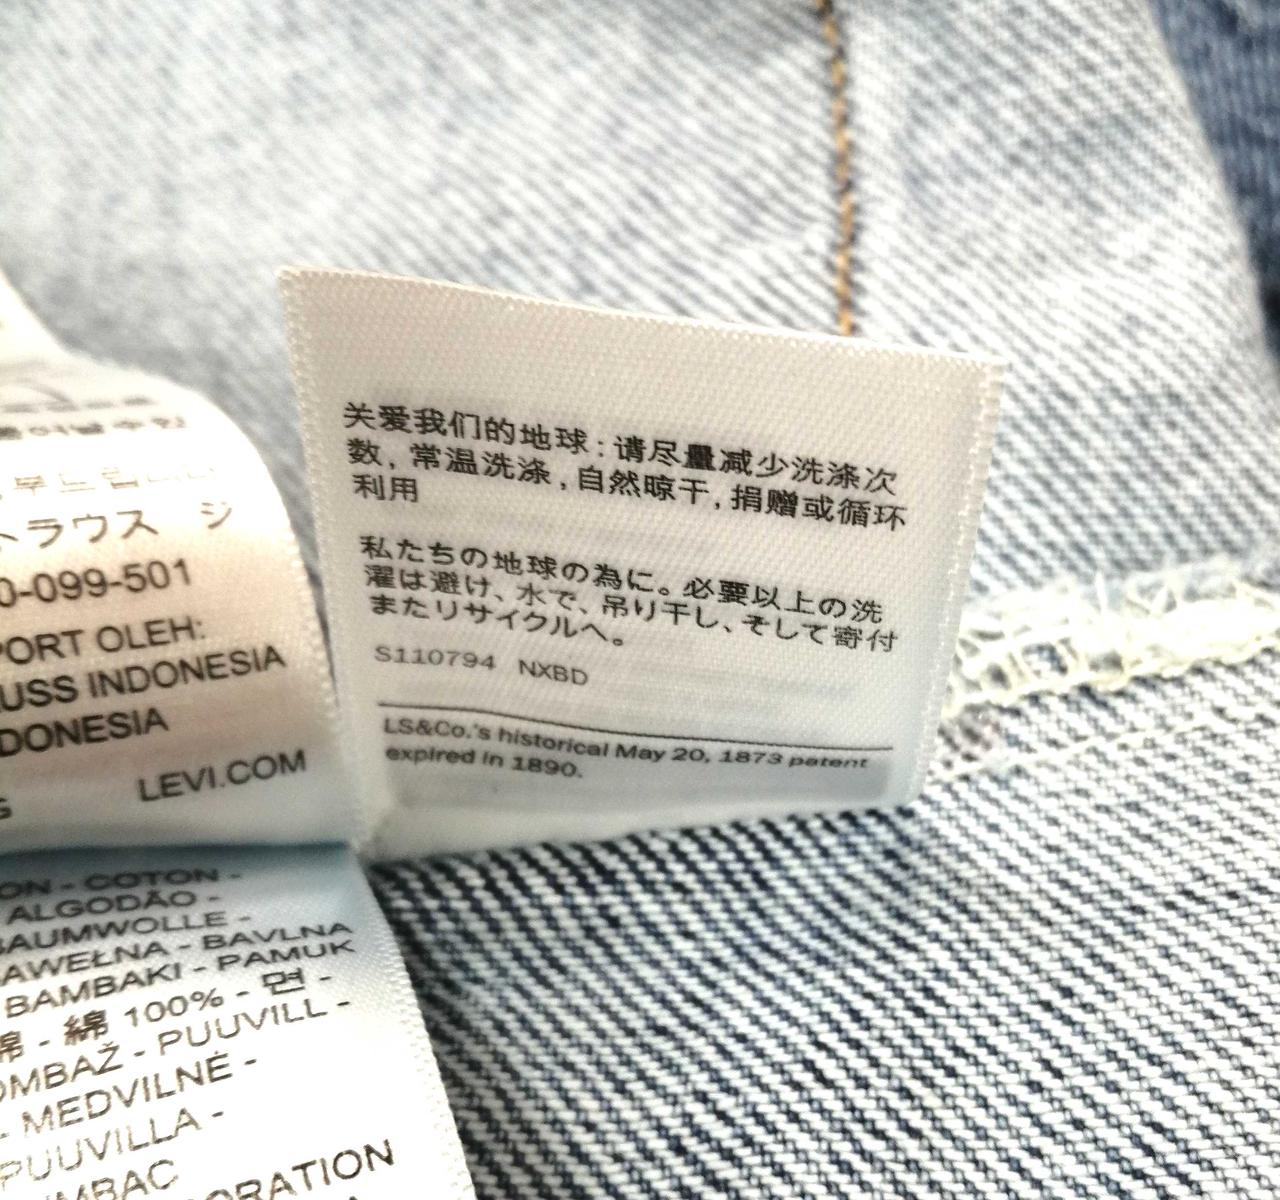 关爱我们的地球：请尽量减少洗涤次
数，常温洗涤，自然晾干，捐赠或循环
利用
私たちの地球の為に。必要以上の洗
濯は避け、水で、吊り干し、そして寄付
またリサイクルへ。
S110794 NXBD
LS&Co.'s historical May 20, 1873 patent
expired in 1890.
トラウス ジ
0-099-501
PORT OLEH:
USS INDONESIA
DONESIA
LEVI.COM
ON - COTON -
ALGODÃO -
BAUMWOLLE -
AWEŁNA - BAVLNA
BAMBAKI - PAMUK
棉 - 綿 100% - 면 -
OMBAŽ - PUUVILL -
- MEDVILNĖ -
PUUVILLA -
UMBAC
ORATION